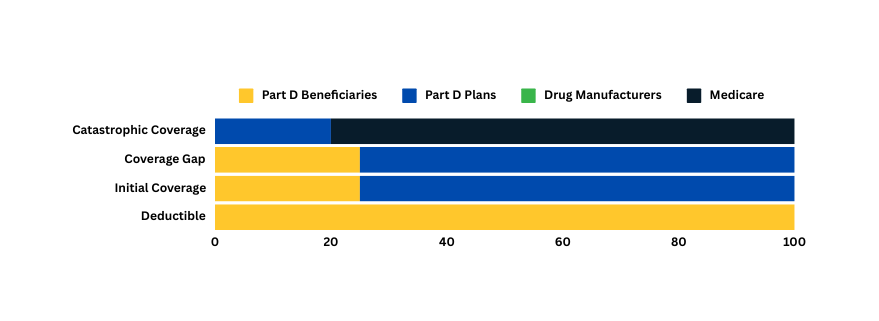 Part D Beneficiaries Part D Plans Drug Manufacturers Medicare
Catastrophic Coverage
Coverage Gap
Initial Coverage
Deductible
0 20 40 60 80 100